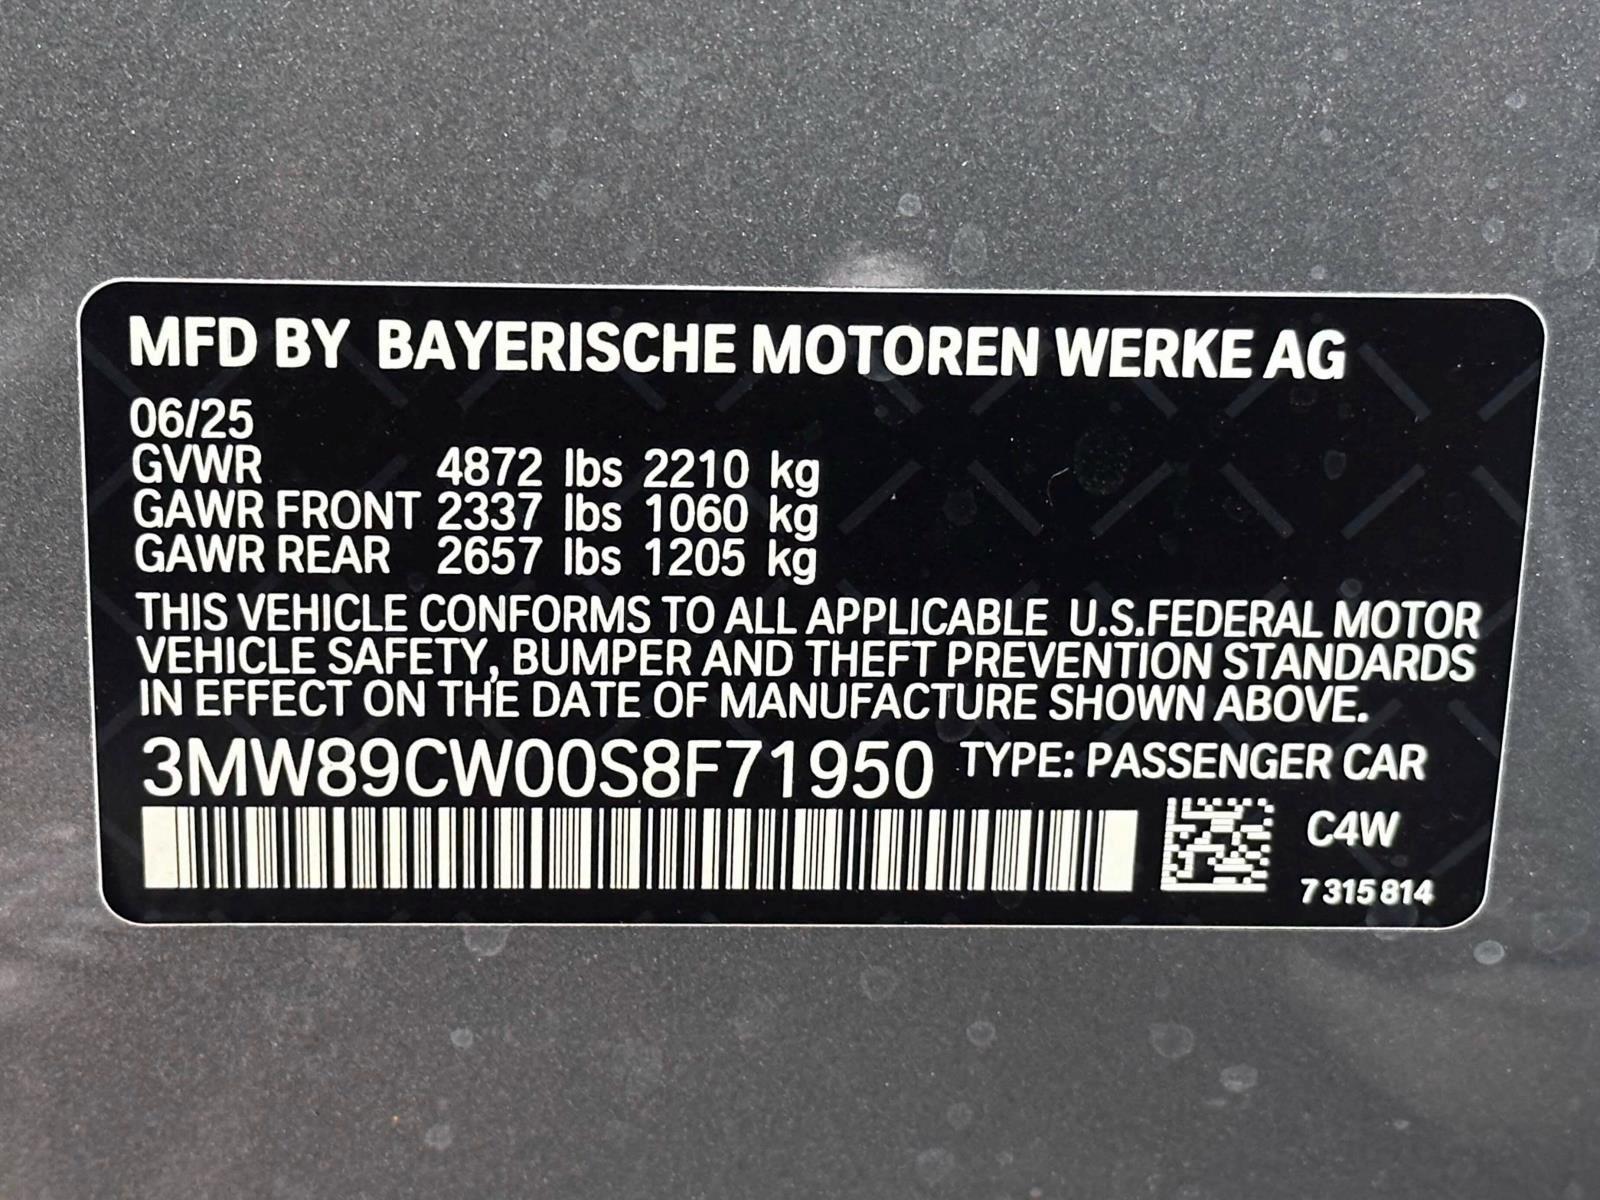 MFD BY BAYERISCHE MOTOREN WERKE AG
06/25
GVWR 4872 lbs 2210 kg
GAWR FRONT 2337 lbs 1060 kg
GAWR REAR 2657 lbs 1205 kg
THIS VEHICLE CONFORMS TO ALL APPLICABLE U.S.FEDERAL MOTOR
VEHICLE SAFETY, BUMPER AND THEFT PREVENTION STANDARDS
IN EFFECT ON THE DATE OF MANUFACTURE SHOWN ABOVE.
3MW89CW00S8F71950 TYPE: PASSENGER CAR
C4W
7 315 814